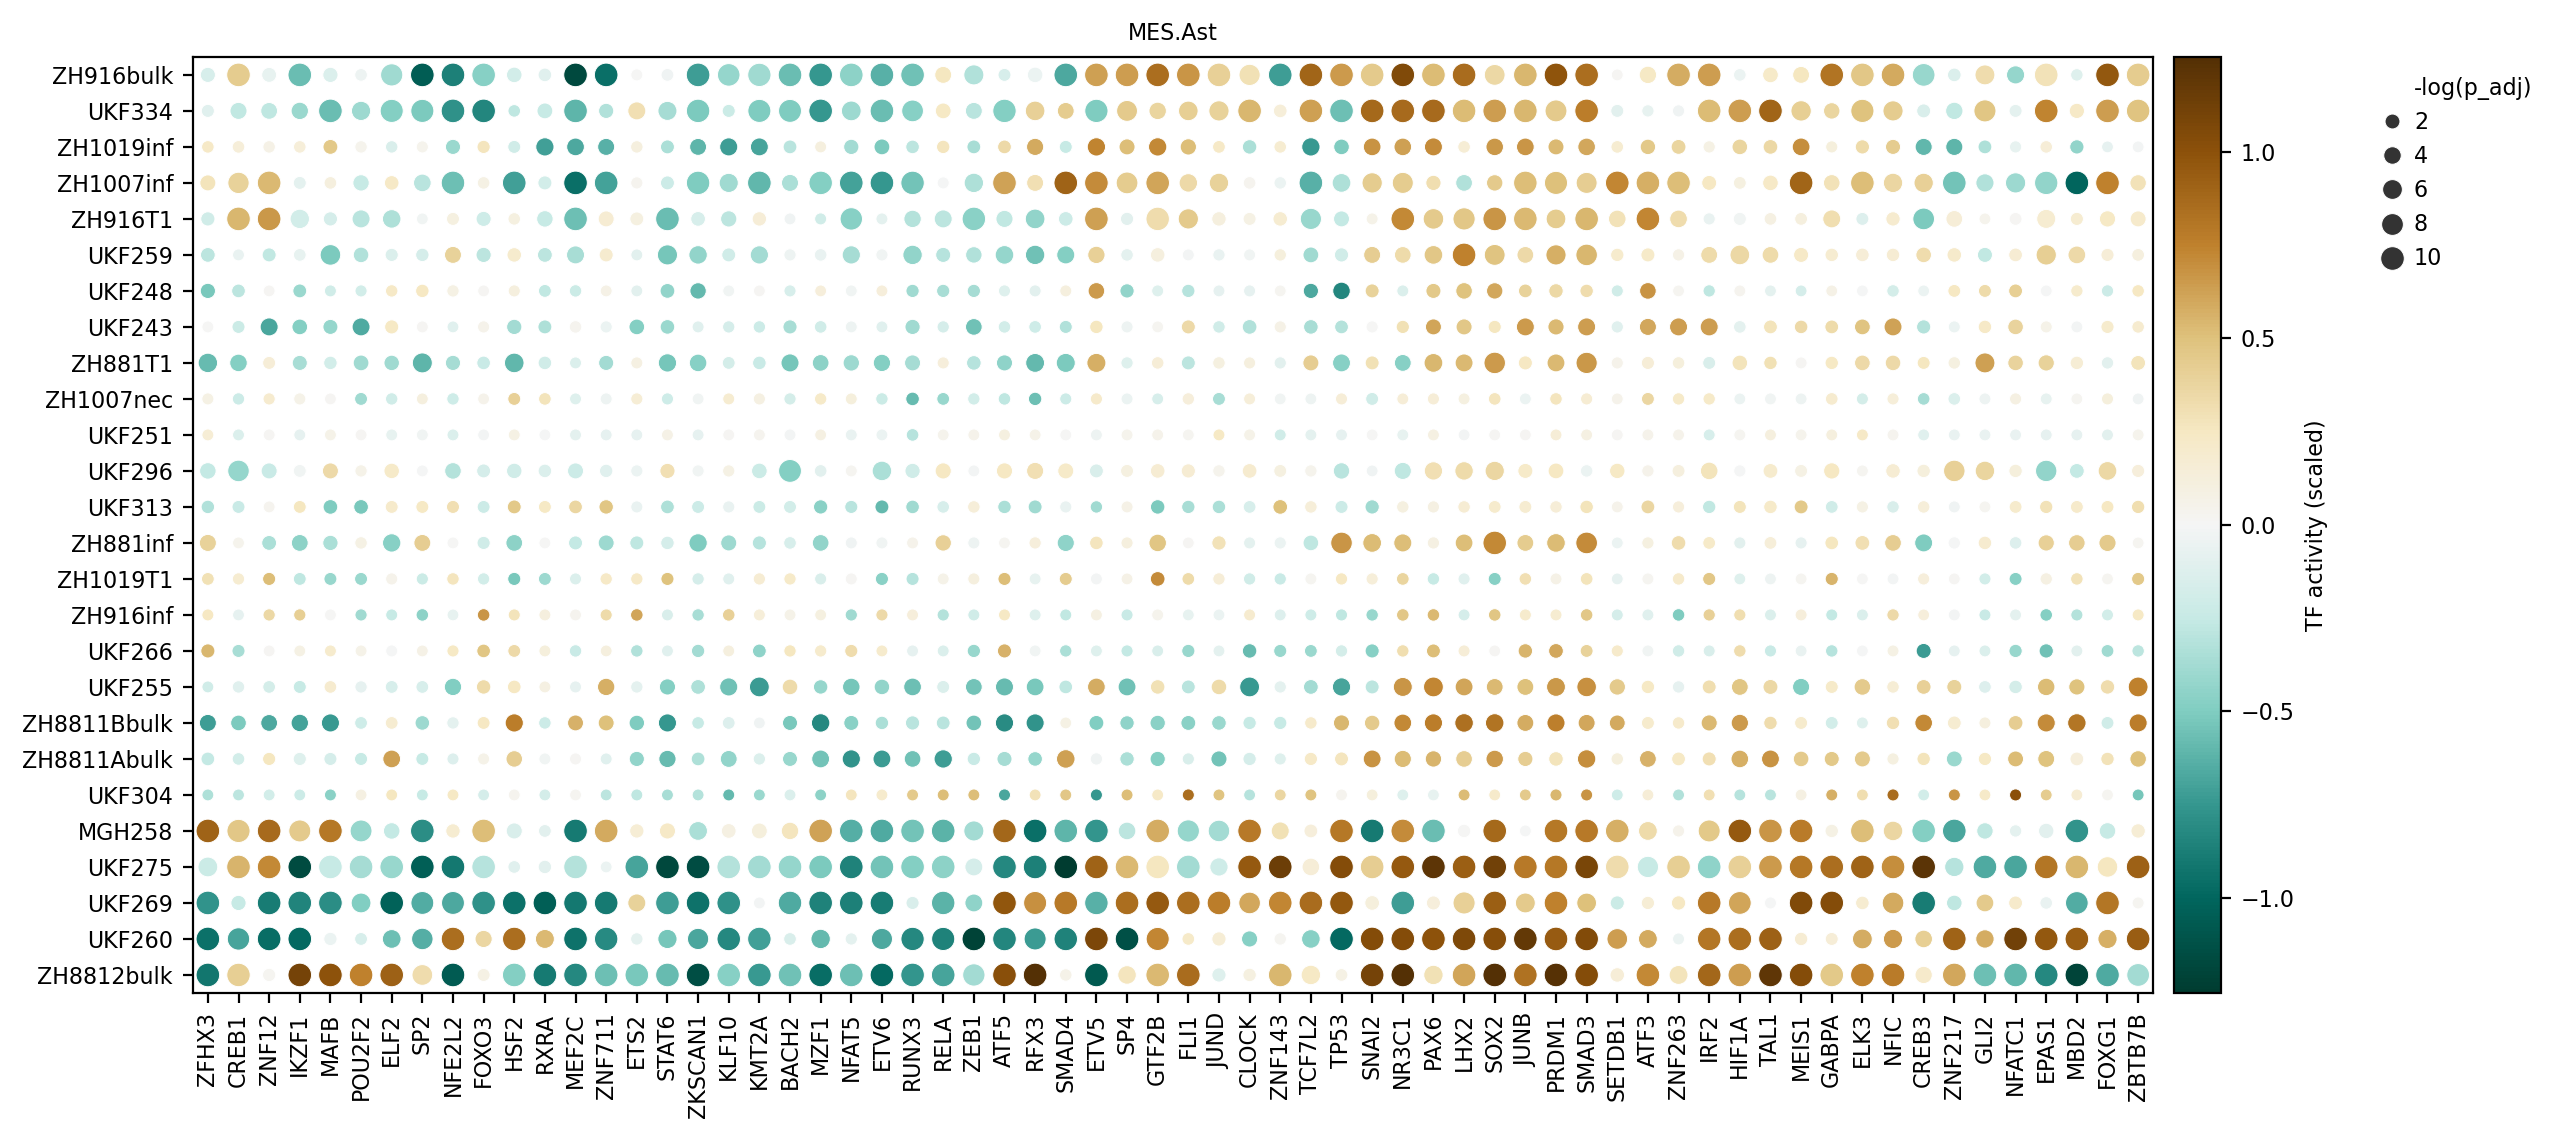 MES.Ast
ZH916bulk
UKF334
ZH1019inf
ZH1007inf
ZH916T1
UKF259
UKF248
UKF243
ZH881T1
ZH1007nec
UKF251
UKF296
UKF313
ZH881inf
ZH1019T1
ZH916inf
UKF266
UKF255
ZH8811Bbulk
ZH8811Abulk
UKF304
MGH258
UKF275
UKF269
UKF260
ZH8812bulk
ZFHX3
CREB1
ZNF12
IKZF1
MAFB
POU2F2
ELF2
SP2
NFE2L2
FOXO3
HSF2
RXRA
MEF2C
ZNF711
ETS2
STAT6
ZKSCAN1
KLF10
KMT2A
BACH2
MZF1
NFAT5
ETV6
RUNX3
RELA
ZEB1
ATF5
RFX3
SMAD4
ETV5
SP4
GTF2B
FLI1
JUND
CLOCK
ZNF143
TCF7L2
TP53
SNAI2
NR3C1
PAX6
LHX2
SOX2
JUNB
PRDM1
SMAD3
SETDB1
ATF3
ZNF263
IRF2
HIF1A
TAL1
MEIS1
GABPA
ELK3
NFIC
CREB3
ZNF217
GLI2
NFATC1
EPAS1
MBD2
FOXG1
ZBTB7B
1.0
0.5
0.0
−0.5
−1.0
TF activity (scaled)
-log(p_adj)
2
4
6
8
10